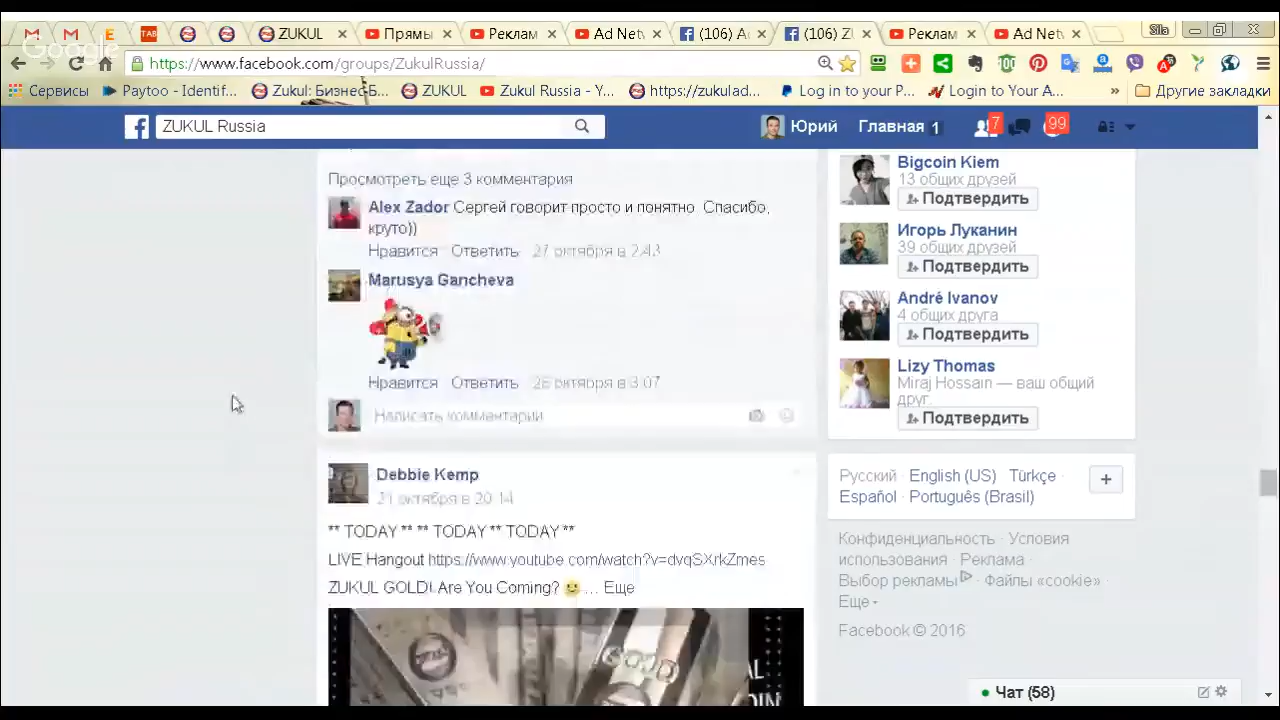 Google
ZUKUL
Прямы
Реклам
Ad Netw
(106) A
(106) Z
Реклам
Ad Netw
Sila
https://www.facebook.com/groups/ZukulRussia/
Сервисы
Paytoo - Identif...
Zukul: Бизнес Б...
ZUKUL
Zukul Russia - Y...
https://zukulad...
Log in to your P...
Login to Your A...
»
Другие закладки
ZUKUL Russia
Юрий
Главная 1
7
99
Просмотреть еще 3 комментария
Alex Zador Сергей говорит просто и понятно Спасибо,
круто))
Нравится Ответить 27 октября в 2:43
Marusya Gancheva
Нравится Ответить 28 октября в 3:07
Написать комментарий
Debbie Kemp
21 октября в 20:14
** TODAY ** ** TODAY ** TODAY **
LIVE Hangout https://www.youtube.com/watch?v=dvqSXrkZmes
ZUKUL GOLD! Are You Coming? ... Еще
GOLD
Bigcoin Kiem
13 общих друзей
Подтвердить
Игорь Луканин
39 общих друзей
Подтвердить
André Ivanov
4 общих друга
Подтвердить
Lizy Thomas
Miraj Hossain — ваш общий
друг.
Подтвердить
Русский · English (US) · Türkçe ·
Español · Português (Brasil)
Конфиденциальность · Условия
использования · Реклама ·
Выбор рекламы · Файлы «cookie» ·
Еще
Facebook © 2016
Чат (58)